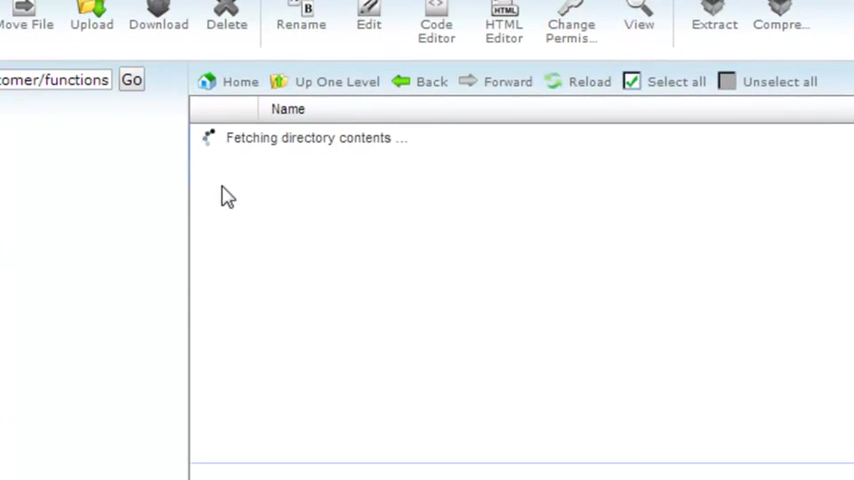 Move File Upload Download Delete Rename Edit Code Editor HTML Editor Change Permis... View Extract Compre...
omer/functions Go Home Up One Level Back Forward Reload Select all Unselect all
Name
Fetching directory contents ...